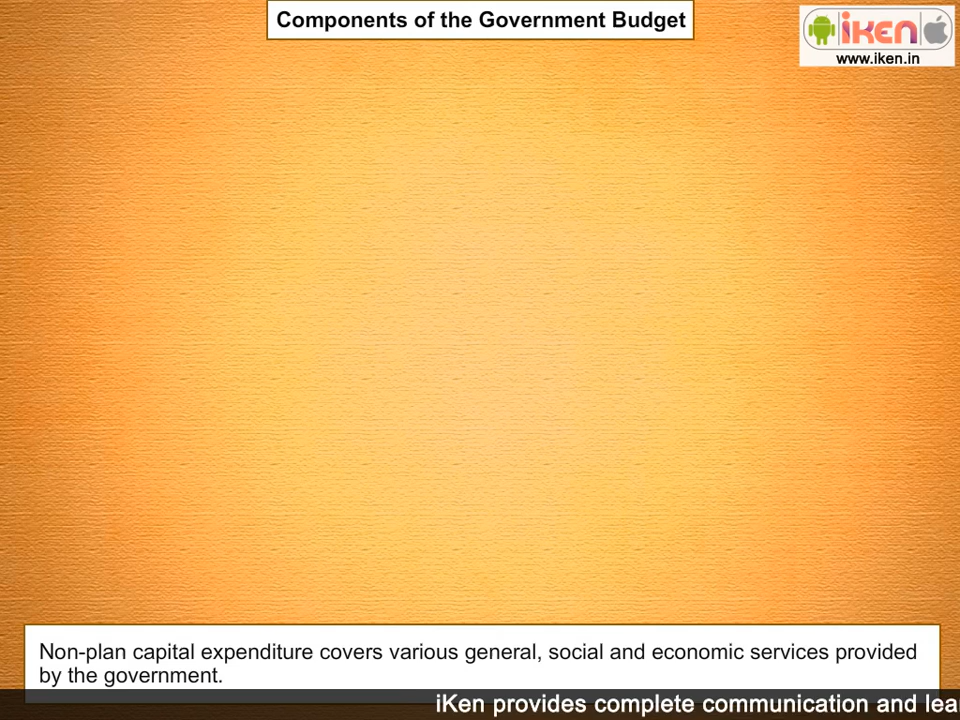 Components of the Government Budget
iKEN
www.iken.in
Non-plan capital expenditure covers various general, social and economic services provided
by the government.
iKen provides complete communication and lea